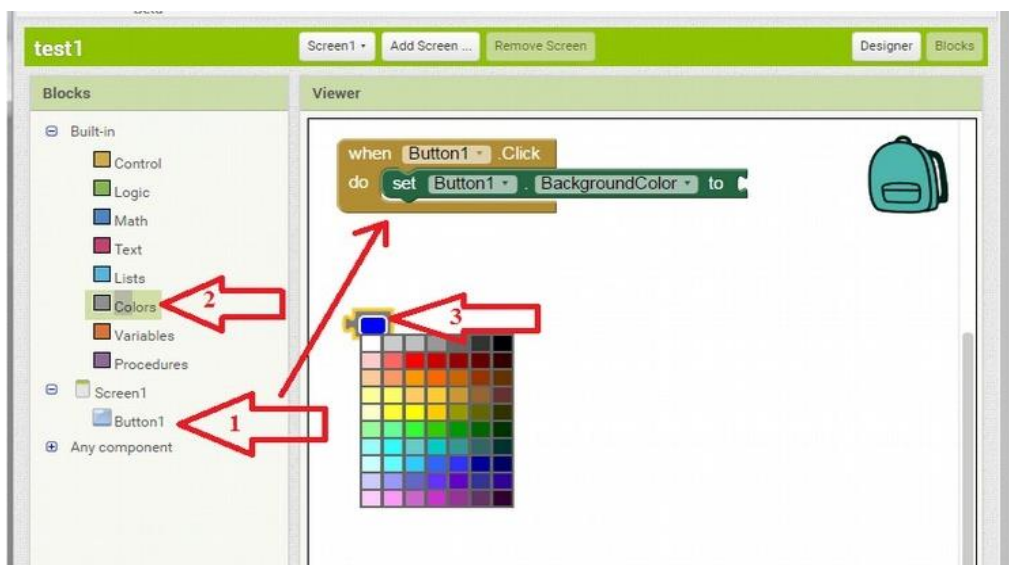 Beta
test1
Screen1
Add Screen ...
Remove Screen
Designer
Blocks
Blocks
Viewer
Built-in
Control
Logic
Math
Text
Lists
Colors
Variables
Procedures
Screen1
Button1
Any component
when Button1 .Click
do set Button1 . BackgroundColor to
2
3
1